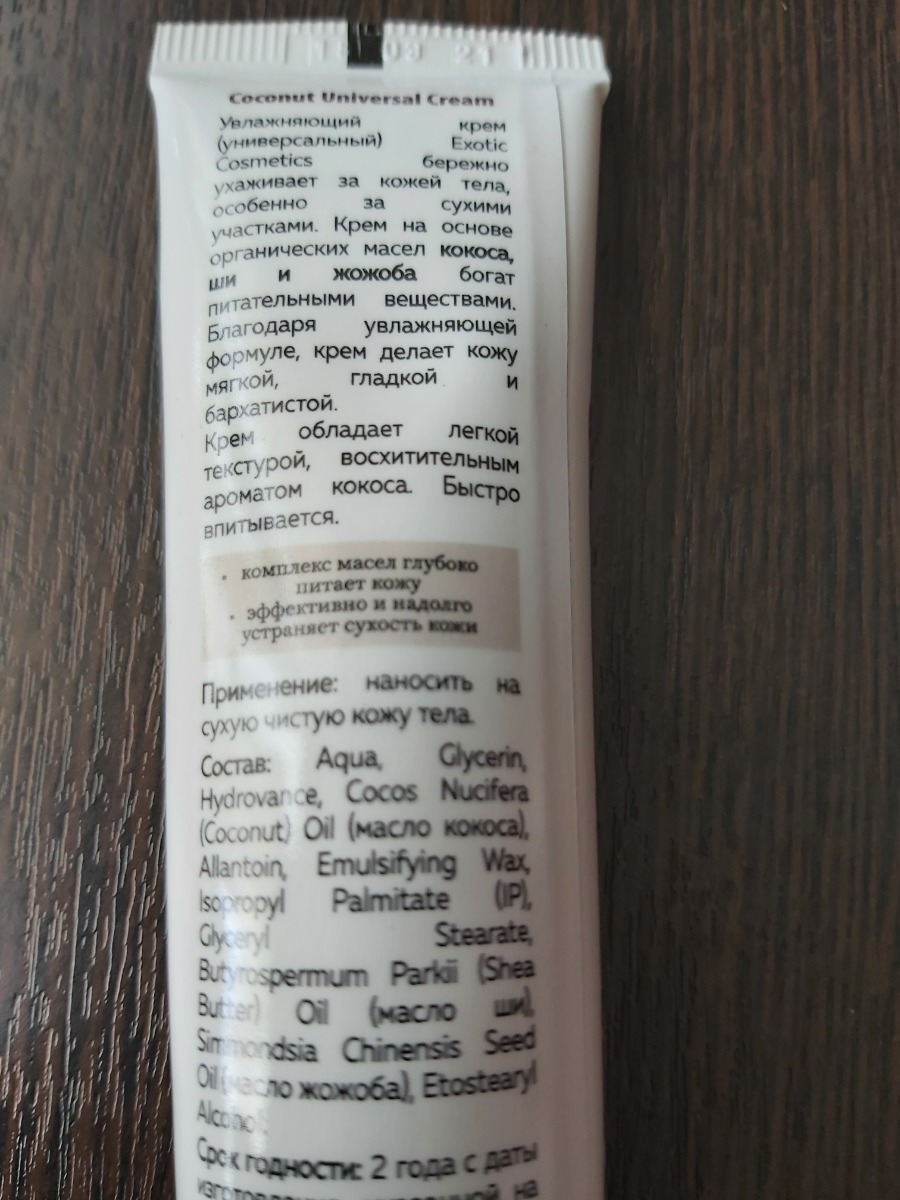 15 03 21
Coconut Universal Cream
Увлажняющий крем
(универсальный) Exotic
Cosmetics бережно
ухаживает за кожей тела,
особенно за сухими
участками. Крем на основе
органических масел кокоса,
ши и жожоба богат
питательными веществами.
Благодаря увлажняющей
формуле, крем делает кожу
мягкой, гладкой и
бархатистой.
Крем обладает легкой
текстурой, восхитительным
ароматом кокоса. Быстро
впитывается.
· комплекс масел глубоко
питает кожу
· эффективно и надолго
устраняет сухость кожи
Применение: наносить на
сухую чистую кожу тела.
Состав: Aqua, Glycerin,
Hydrovance, Cocos Nucifera
(Coconut) Oil (масло кокоса),
Allantoin, Emulsifying Wax,
Isopropyl Palmitate (IP),
Glyceryl Stearate,
Butyrospermum Parkii (Shea
Butter) Oil (масло ши),
Simmondsia Chinensis Seed
Oil (масло жожоба), Etostearyl
Alcohol.
Срок годности: 2 года с даты
на